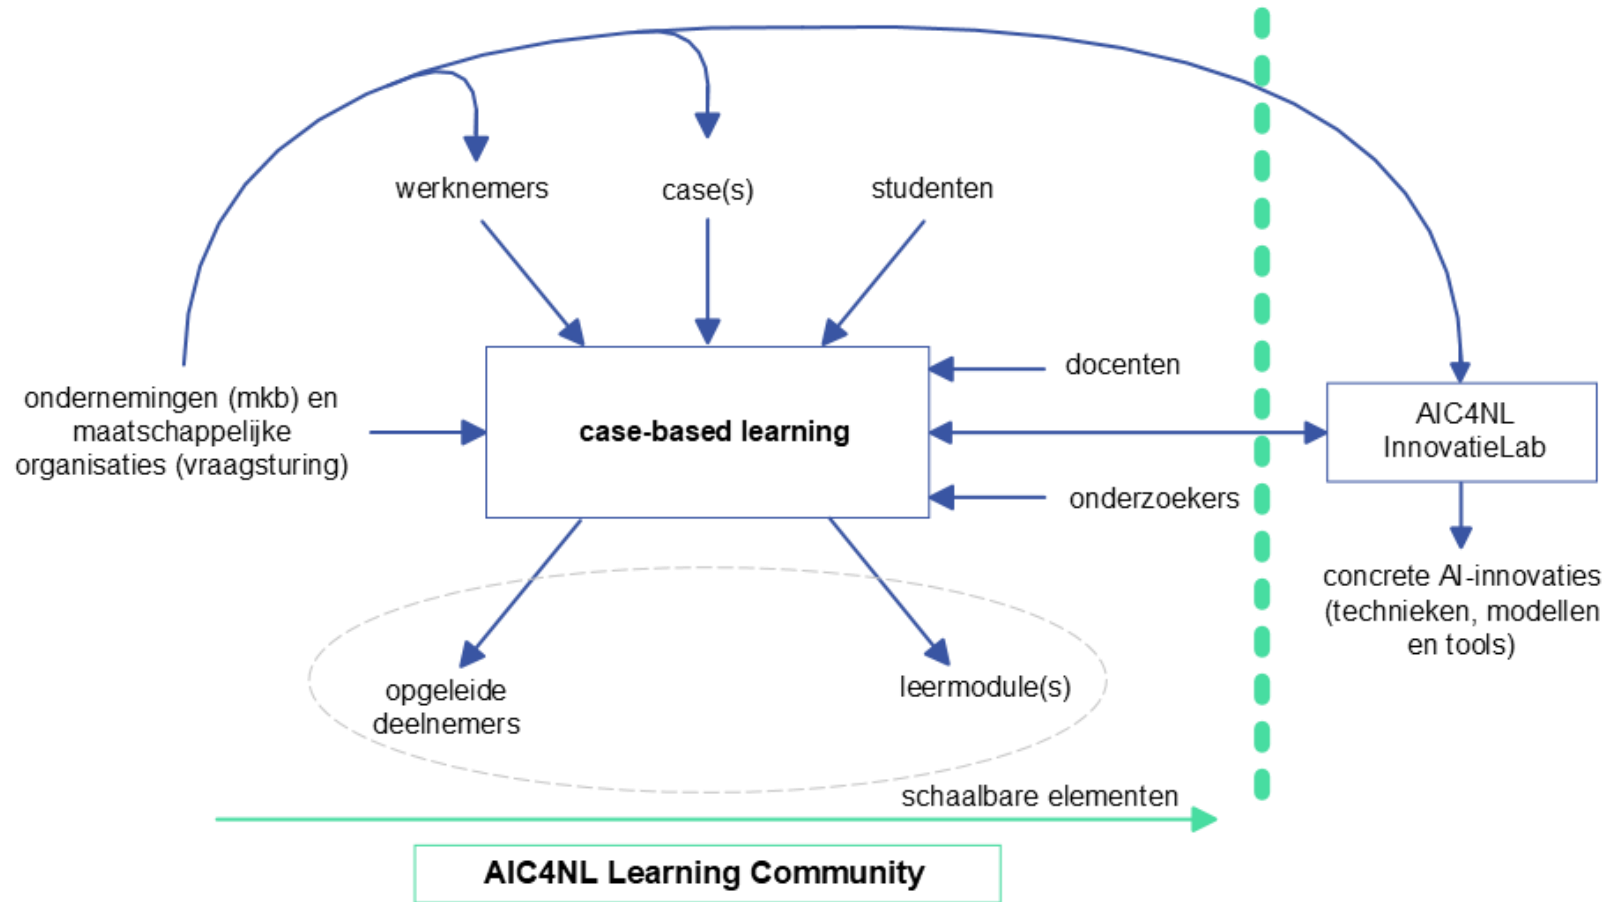 werknemers
case(s)
studenten
docenten
ondernemingen (mkb) en
maatschappelijke
organisaties (vraagsturing)
case-based learning
AIC4NL
InnovatieLab
onderzoekers
concrete AI-innovaties
(technieken, modellen
en tools)
opgeleide
deelnemers
leermodule(s)
schaalbare elementen
AIC4NL Learning Community